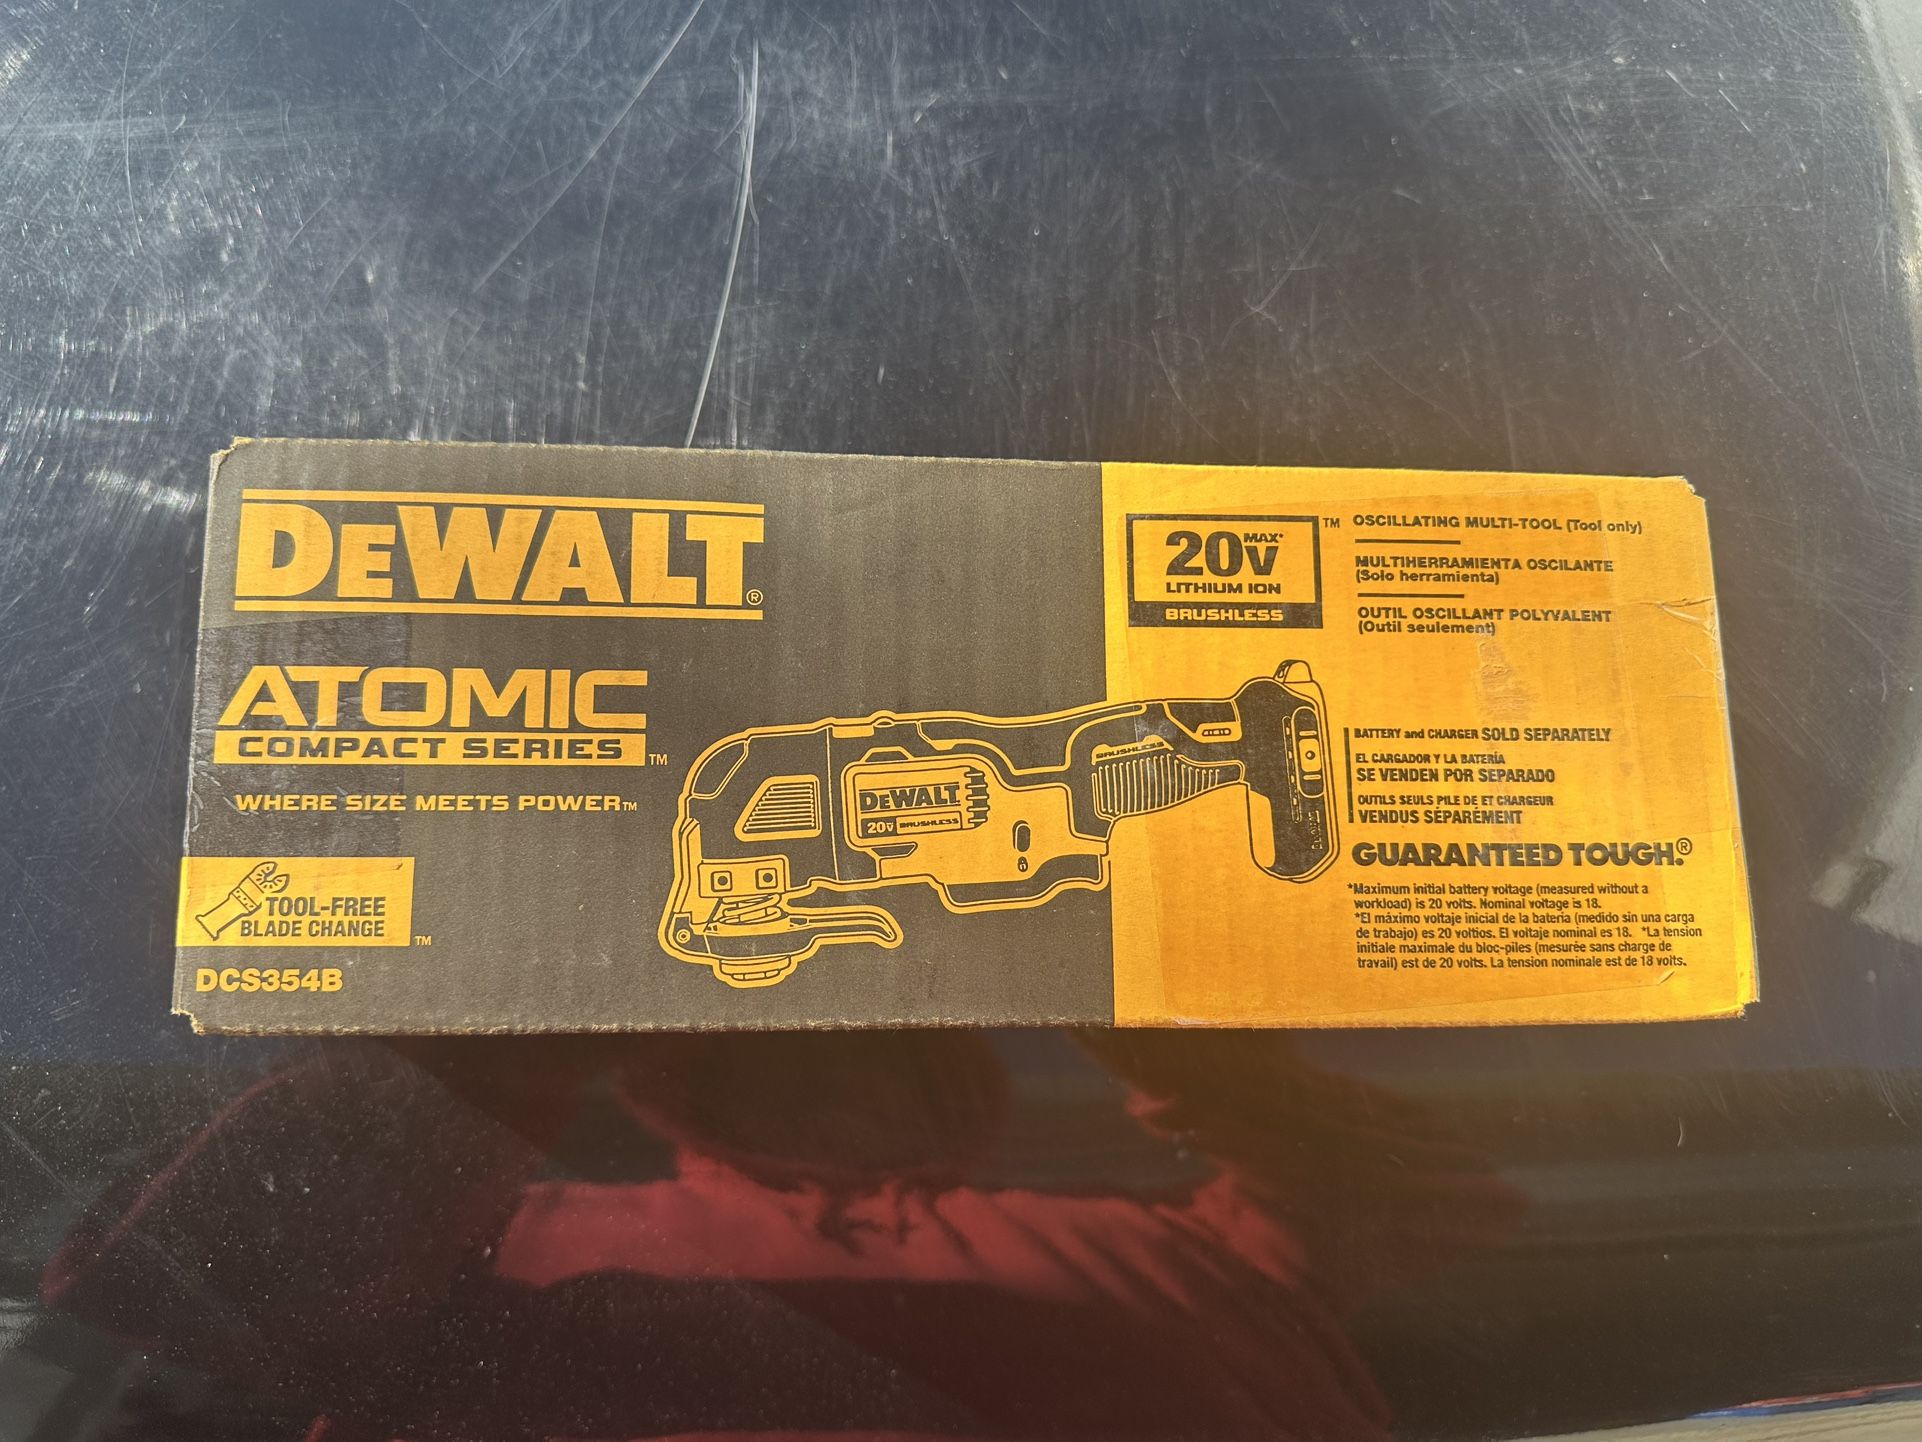 DEWALT®
ATOMIC
COMPACT SERIES™
WHERE SIZE MEETS POWER™
TOOL-FREE
BLADE CHANGE™
DCS354B
DEWALT
20V BRUSHLESS
BRUSHLESS
20V MAX*™
LITHIUM ION
BRUSHLESS
OSCILLATING MULTI-TOOL (Tool only)
MULTIHERRAMIENTA OSCILANTE
(Solo herramienta)
OUTIL OSCILLANT POLYVALENT
(Outil seulement)
BATTERY and CHARGER SOLD SEPARATELY
EL CARGADOR Y LA BATERÍA
SE VENDEN POR SEPARADO
OUTILS SEULS PILE DE ET CHARGEUR
VENDUS SÉPARÉMENT
GUARANTEED TOUGH.®
*Maximum initial battery voltage (measured without a
workload) is 20 volts. Nominal voltage is 18.
*El máximo voltaje inicial de la batería (medido sin una carga
de trabajo) es 20 voltios. El voltaje nominal es 18. *La tension
initiale maximale du bloc-piles (mesurée sans charge de
travail) est de 20 volts. La tension nominale est de 18 volts.